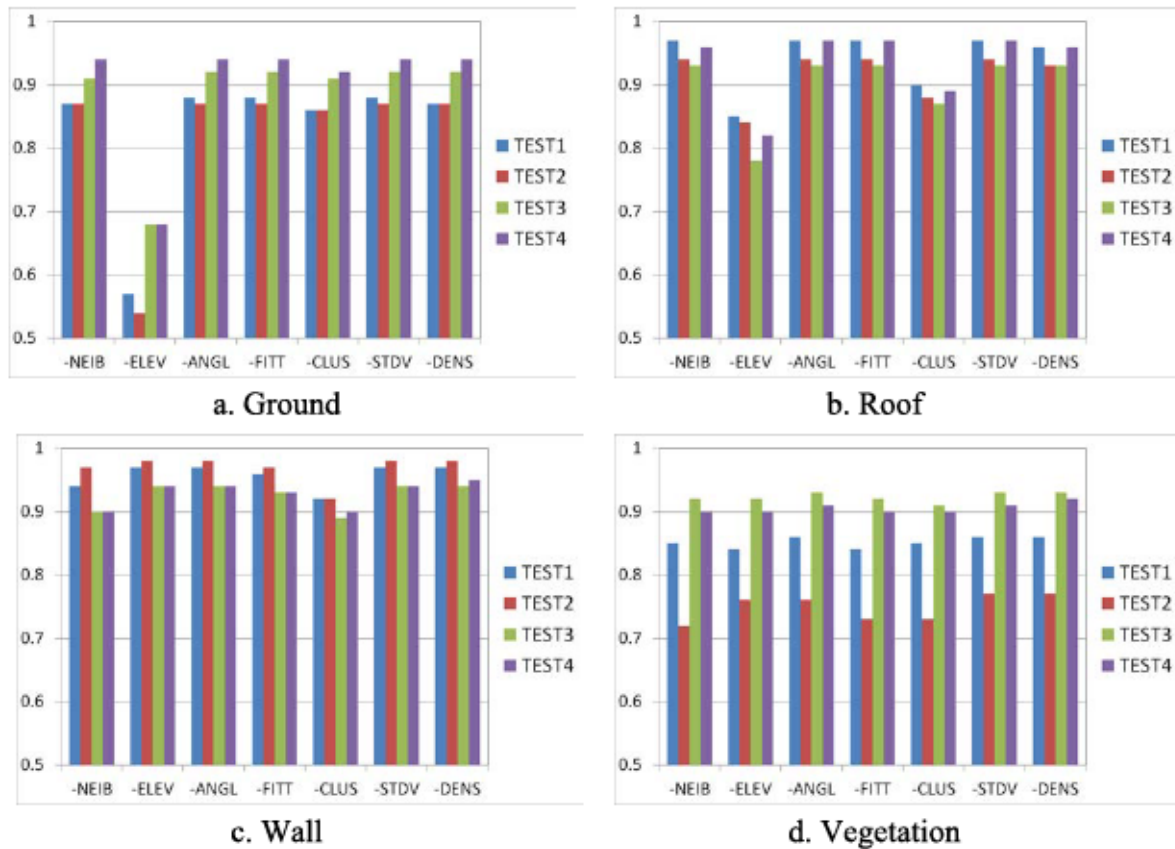 1
0.9
0.8
0.7
0.6
0.5
-NEIB -ELEV -ANGL -FITT -CLUS -STDV -DENS
TEST1
TEST2
TEST3
TEST4
a. Ground
1
0.9
0.8
0.7
0.6
0.5
-NEIB -ELEV -ANGL -FITT -CLUS -STDV -DENS
TEST1
TEST2
TEST3
TEST4
b. Roof
1
0.9
0.8
0.7
0.6
0.5
-NEIB -ELEV -ANGL -FITT -CLUS -STDV -DENS
TEST1
TEST2
TEST3
TEST4
c. Wall
1
0.9
0.8
0.7
0.6
0.5
-NEIB -ELEV -ANGL -FITT -CLUS -STDV -DENS
TEST1
TEST2
TEST3
TEST4
d. Vegetation